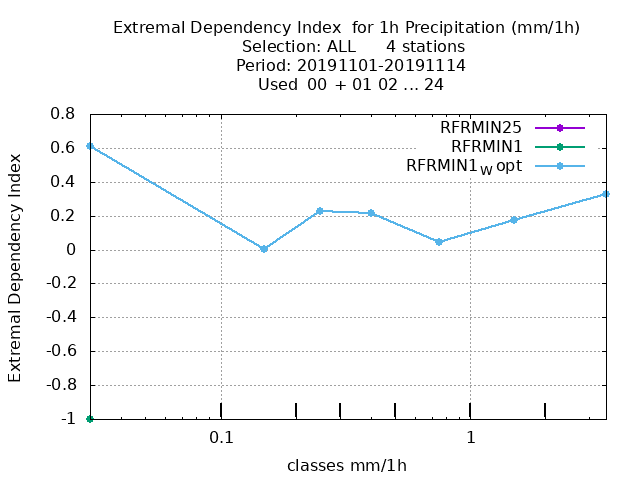 Extremal Dependency Index  for 1h Precipitation (mm/1h)
Selection: ALL      4 stations
Period: 20191101-20191114
Used  00 + 01 02 ... 24
RFRMIN25
RFRMIN1
RFRMIN1W opt
0.8
0.6
0.4
0.2
0
-0.2
-0.4
-0.6
-0.8
-1
Extremal Dependency Index
0.1
1
classes mm/1h